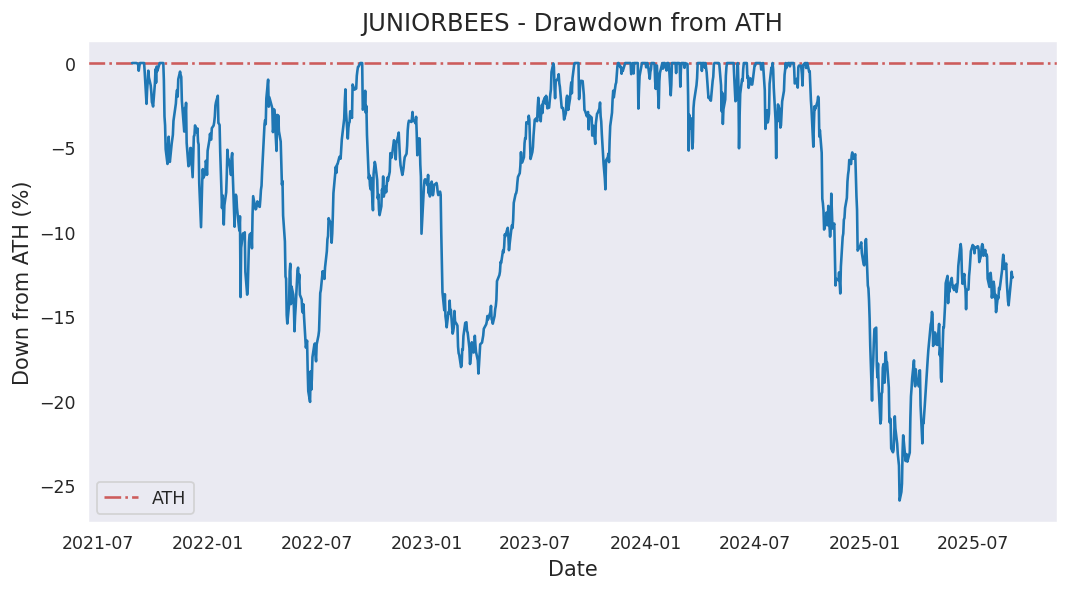 JUNIORBEES - Drawdown from ATH
Down from ATH (%)
0
−5
−10
−15
−20
−25
ATH
2021-07 2022-01 2022-07 2023-01 2023-07 2024-01 2024-07 2025-01 2025-07
Date